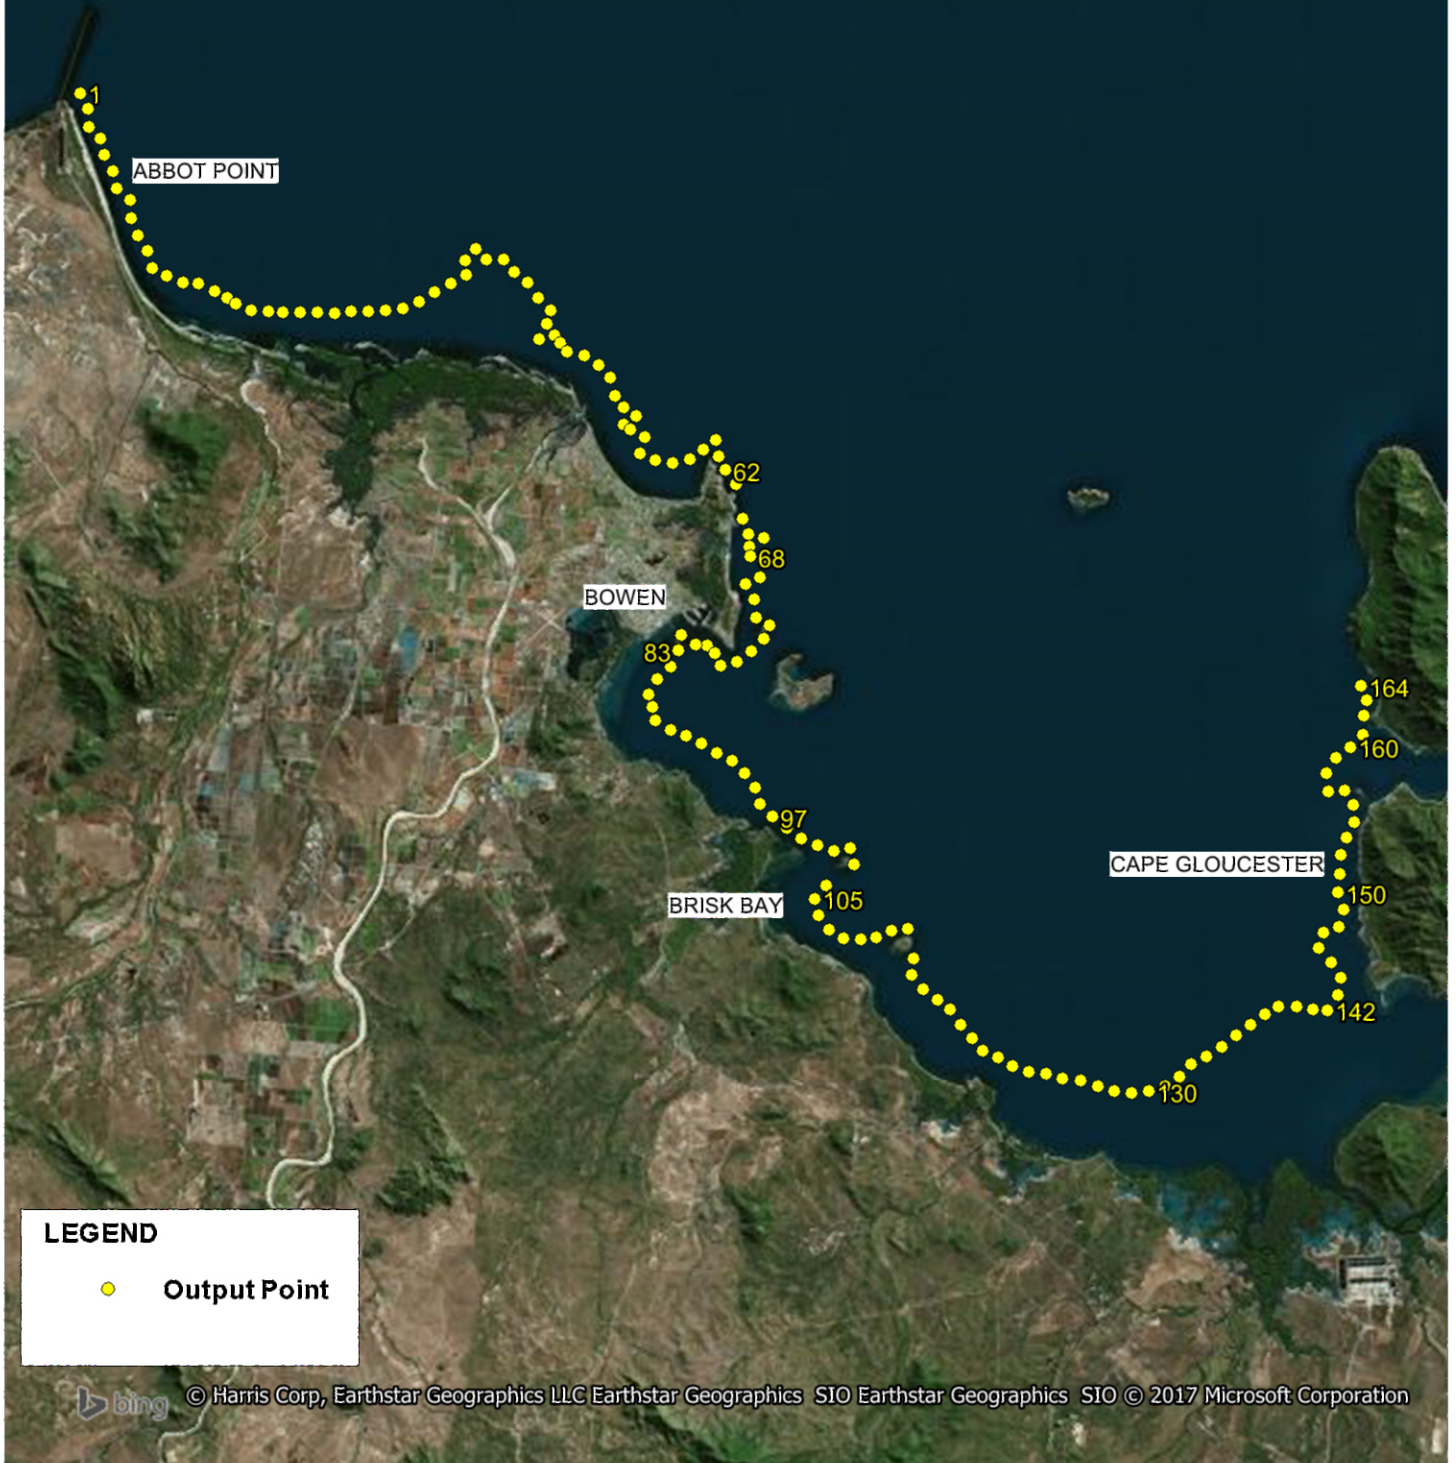 1
ABBOT POINT
62
68
BOWEN
83
164
160
97
CAPE GLOUCESTER
150
105
BRISK BAY
142
130
LEGEND
Output Point
bing © Harris Corp, Earthstar Geographics LLC Earthstar Geographics SIO Earthstar Geographics SIO © 2017 Microsoft Corporation